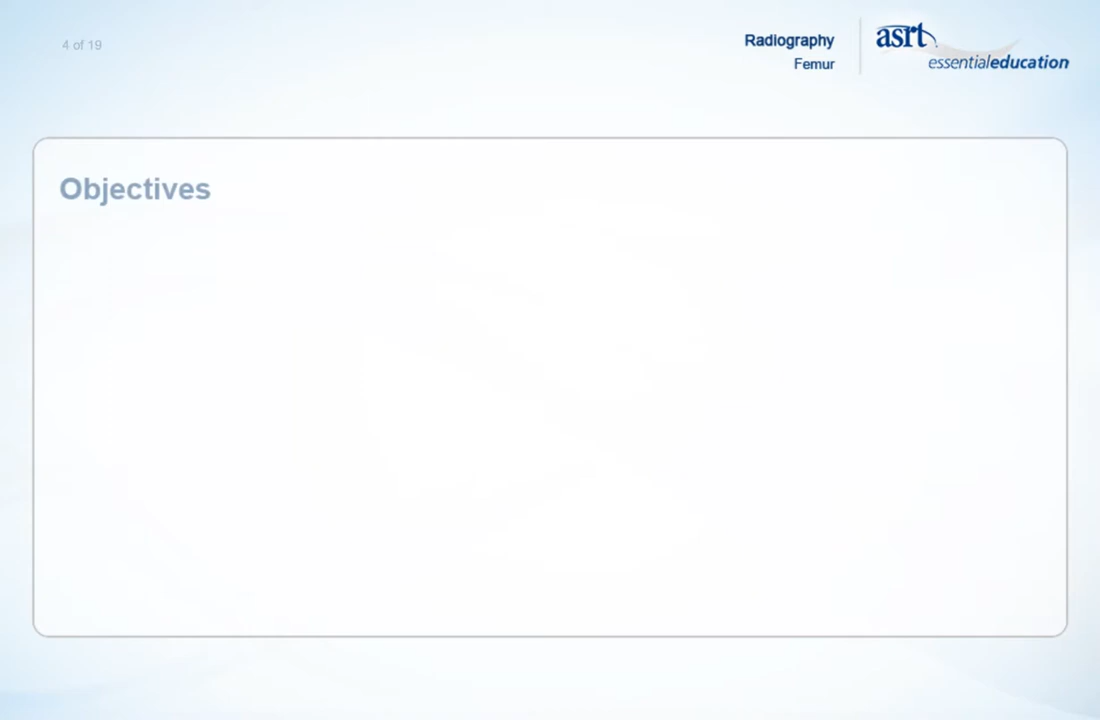 4 of 19
Radiography
Femur
asrt
essentialeducation
Objectives